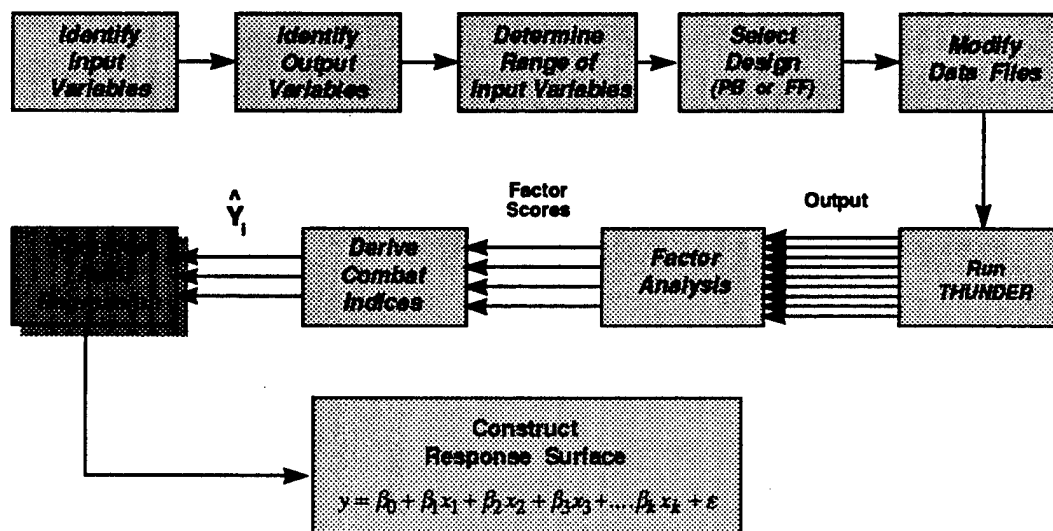 Identify
Input
Variables
Identify
Output
Variables
Determine
Range of
Input Variables
Select
Design
(PB or FF)
Modify
Data Files
Ŷi
Factor
Scores
Output
Derive
Combat
Indices
Factor
Analysis
Run
THUNDER
Construct
Response Surface
y = β0 + β1x1 + β2x2 + β3x3 + ....βkxk + ε